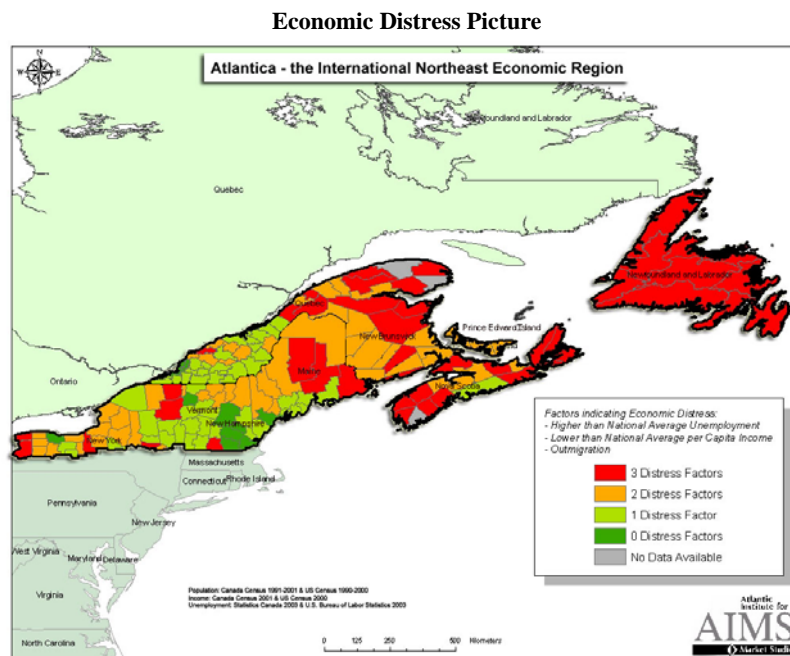 Economic Distress Picture
Atlantica - the International Northeast Economic Region
N
W
E
S
Newfoundland and Labrador
Quebec
Newfoundland and Labrador
Quebec
Prince Edward Island
New Brunswick
Ontario
Maine
Nova Scotia
Vermont
New Hampshire
New York
Massachusetts
Connecticut
Rhode Island
Pennsylvania
New Jersey
West Virginia
Maryland
Delaware
Virginia
North Carolina
Factors indicating Economic Distress:
- Higher than National Average Unemployment
- Lower than National Average per Capita Income
- Outmigration
3 Distress Factors
2 Distress Factors
1 Distress Factor
0 Distress Factors
No Data Available
Population: Canada Census 1991-2001 & US Census 1990-2000
Income: Canada Census 2001 & US Census 2000
Unemployment: Statistics Canada 2003 & U.S. Bureau of Labor Statistics 2003
0 125 250 500 Kilometers
Atlantic
Institute for
AIMS
Market Studi